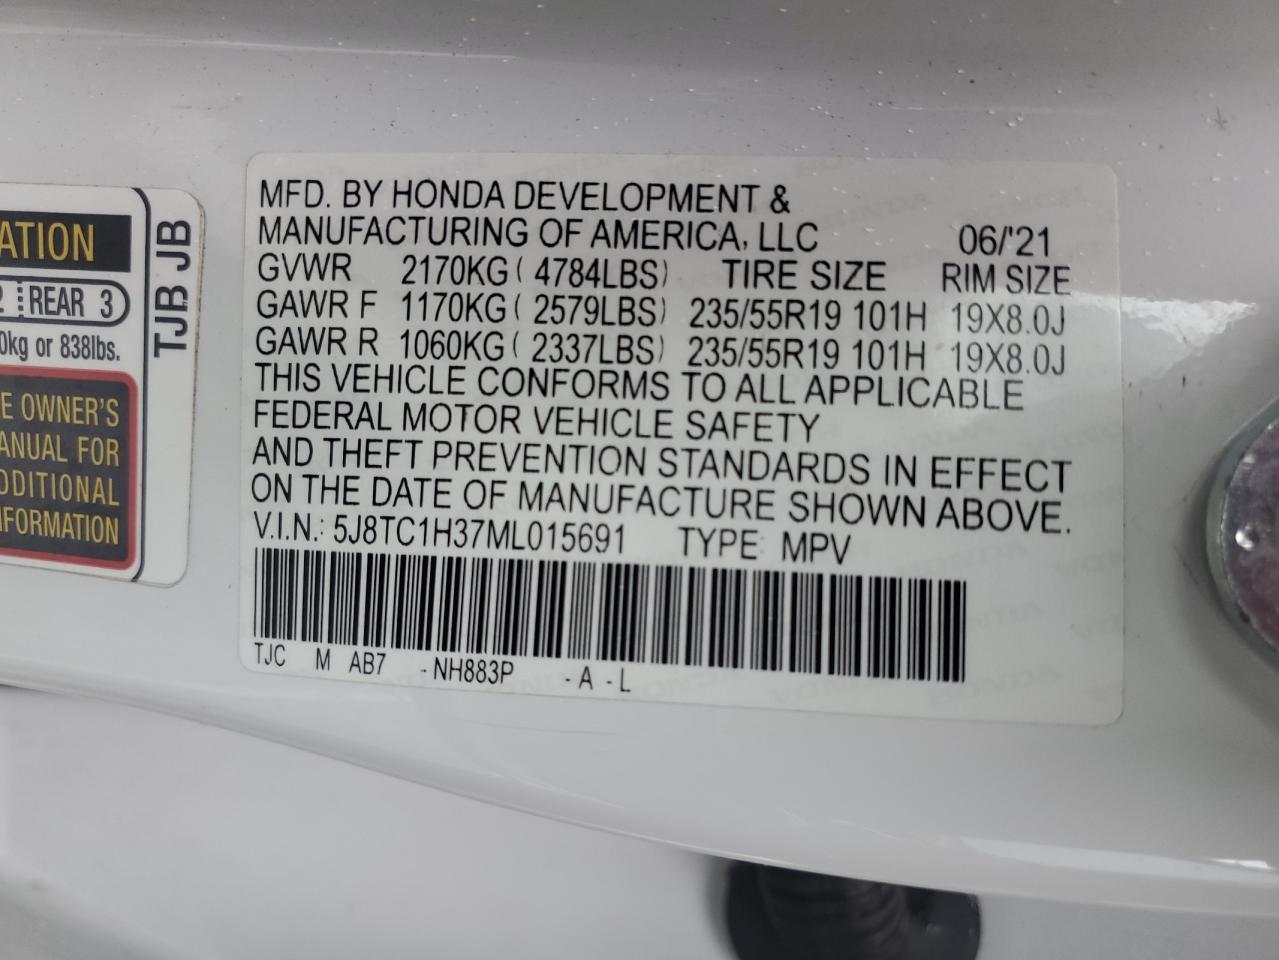 MFD. BY HONDA DEVELOPMENT &
MANUFACTURING OF AMERICA, LLC 06/'21
GVWR 2170KG ( 4784LBS) TIRE SIZE RIM SIZE
GAWR F 1170KG ( 2579LBS) 235/55R19 101H 19X8.0J
GAWR R 1060KG ( 2337LBS) 235/55R19 101H 19X8.0J
THIS VEHICLE CONFORMS TO ALL APPLICABLE
FEDERAL MOTOR VEHICLE SAFETY
AND THEFT PREVENTION STANDARDS IN EFFECT
ON THE DATE OF MANUFACTURE SHOWN ABOVE.
V.I.N.: 5J8TC1H37ML015691 TYPE: MPV
TJC M AB7 -NH883P -A -L
ATION
REAR 3
0kg or 838lbs.
E OWNER'S
ANUAL FOR
DDITIONAL
NFORMATION
TJB JB